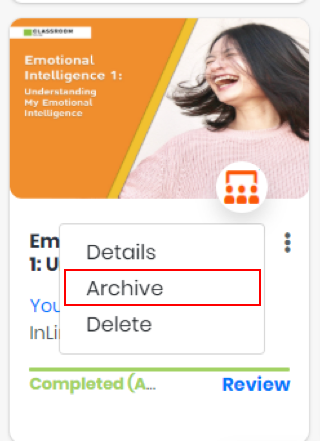 CLASSROOM
Emotional
Intelligence 1:
Understanding
My Emotional
Intelligence
Em
1: U
Details
Archive
Delete
You
InLi
Completed (A...
Review